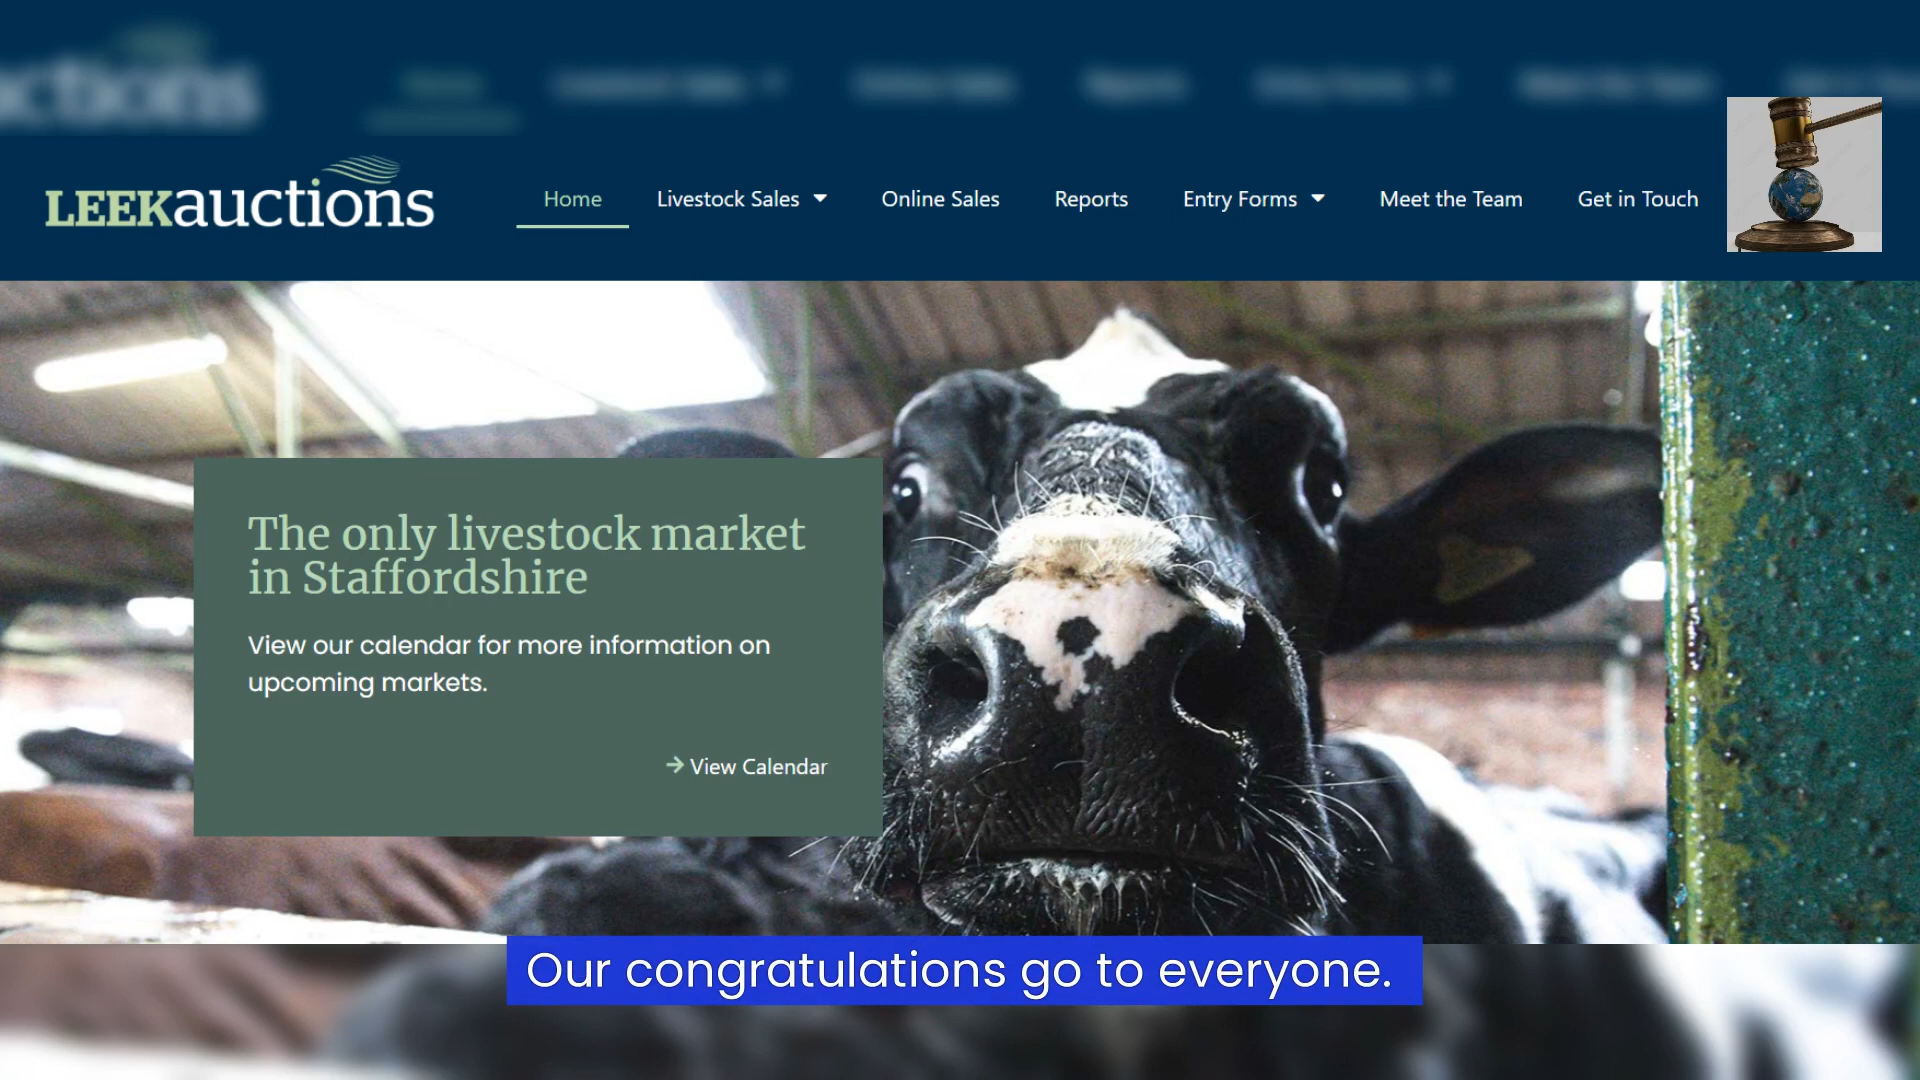 LEEKauctions
Home
Livestock Sales
Online Sales
Reports
Entry Forms
Meet the Team
Get in Touch
The only livestock market
in Staffordshire
View our calendar for more information on
upcoming markets.
View Calendar
Our congratulations go to everyone.